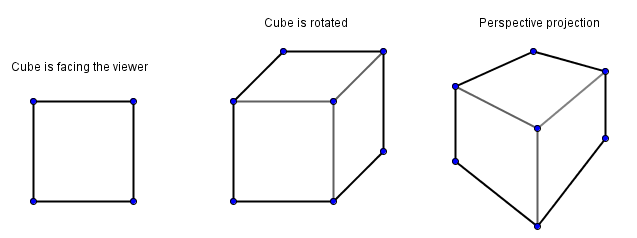 Cube is facing the viewer
Cube is rotated
Perspective projection